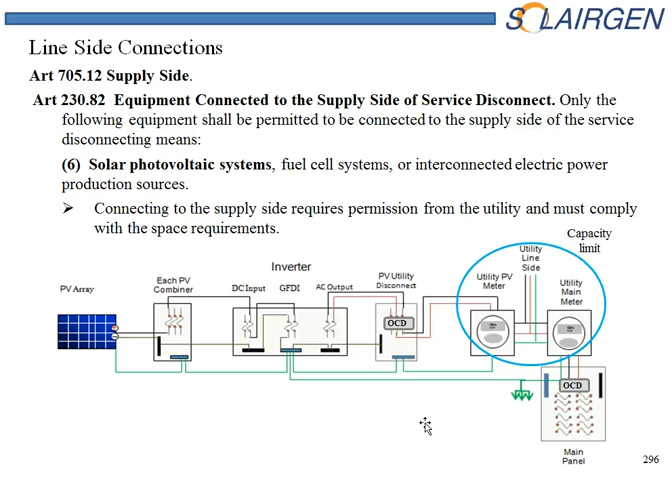 SOLAIRGEN
Line Side Connections
Art 705.12 Supply Side.
Art 230.82 Equipment Connected to the Supply Side of Service Disconnect. Only the
following equipment shall be permitted to be connected to the supply side of the service
disconnecting means:
(6) Solar photovoltaic systems, fuel cell systems, or interconnected electric power
production sources.
➢ Connecting to the supply side requires permission from the utility and must comply
with the space requirements.
Capacity
limit
Utility
Line
Side
Inverter
PV Array
Each PV
Combiner
DC Input
GFDI
AC Output
PV Utility
Disconnect
Utility PV
Meter
Utility
Main
Meter
OCD
OCD
Main
Panel
296